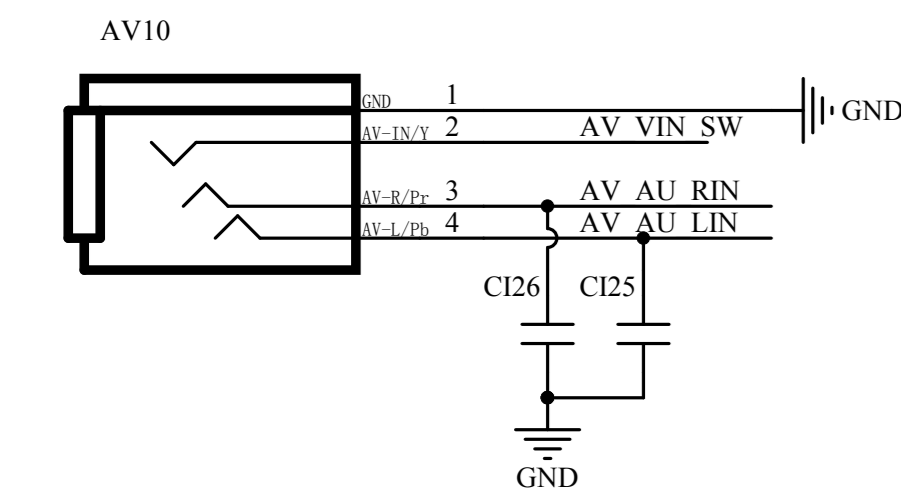 AV10
GND 1
GND
AV-IN/Y 2 AV VIN SW
AV-R/Pr 3 AV AU RIN
AV-L/Pb 4 AV AU LIN
CI26 CI25
GND